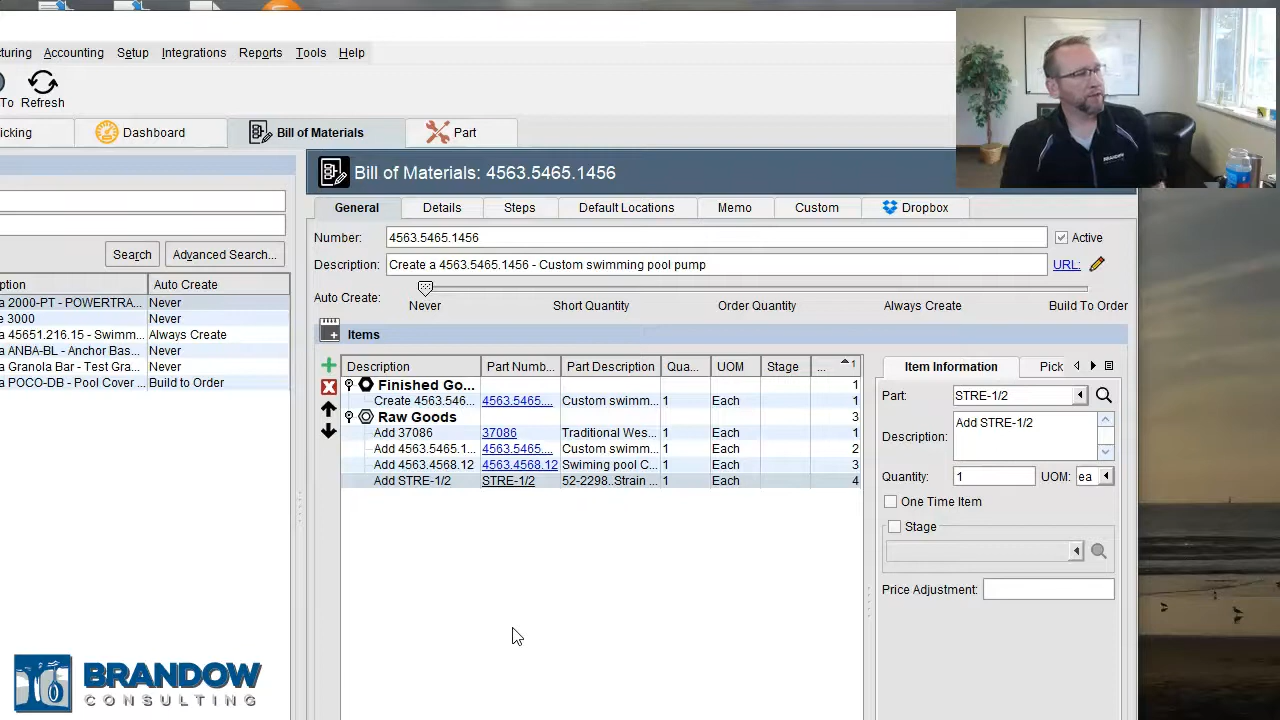 turing Accounting Setup Integrations Reports Tools Help
To Refresh
icking Dashboard Bill of Materials Part
Bill of Materials: 4563.5465.1456
General Details Steps Default Locations Memo Custom Dropbox
Number: 4563.5465.1456 Active
Description: Create a 4563.5465.1456 - Custom swimming pool pump URL:
Auto Create:
Never Short Quantity Order Quantity Always Create Build To Order
Search Advanced Search...
ption Auto Create
a 2000-PT - POWERTRA... Never
e 3000 Never
a 45651.216.15 - Swimm... Always Create
a ANBA-BL - Anchor Bas... Never
a Granola Bar - Test Gra... Never
a POCO-DB - Pool Cover ... Build to Order
Items
Description Part Numb... Part Description Qua... UOM Stage ... 1
Finished Go... 1
Create 4563.546... 4563.5465.... Custom swimm... 1 Each 1
Raw Goods 3
Add 37086 37086 Traditional Wes... 1 Each 1
Add 4563.5465.1... 4563.5465.... Custom swimm... 1 Each 2
Add 4563.4568.12 4563.4568.12 Swiming pool C... 1 Each 3
Add STRE-1/2 STRE-1/2 52-2298..Strain ... 1 Each 4
Item Information Pick
Part: STRE-1/2
Description: Add STRE-1/2
Quantity: 1 UOM: ea
One Time Item
Stage
Price Adjustment:
BRANDOW
CONSULTING